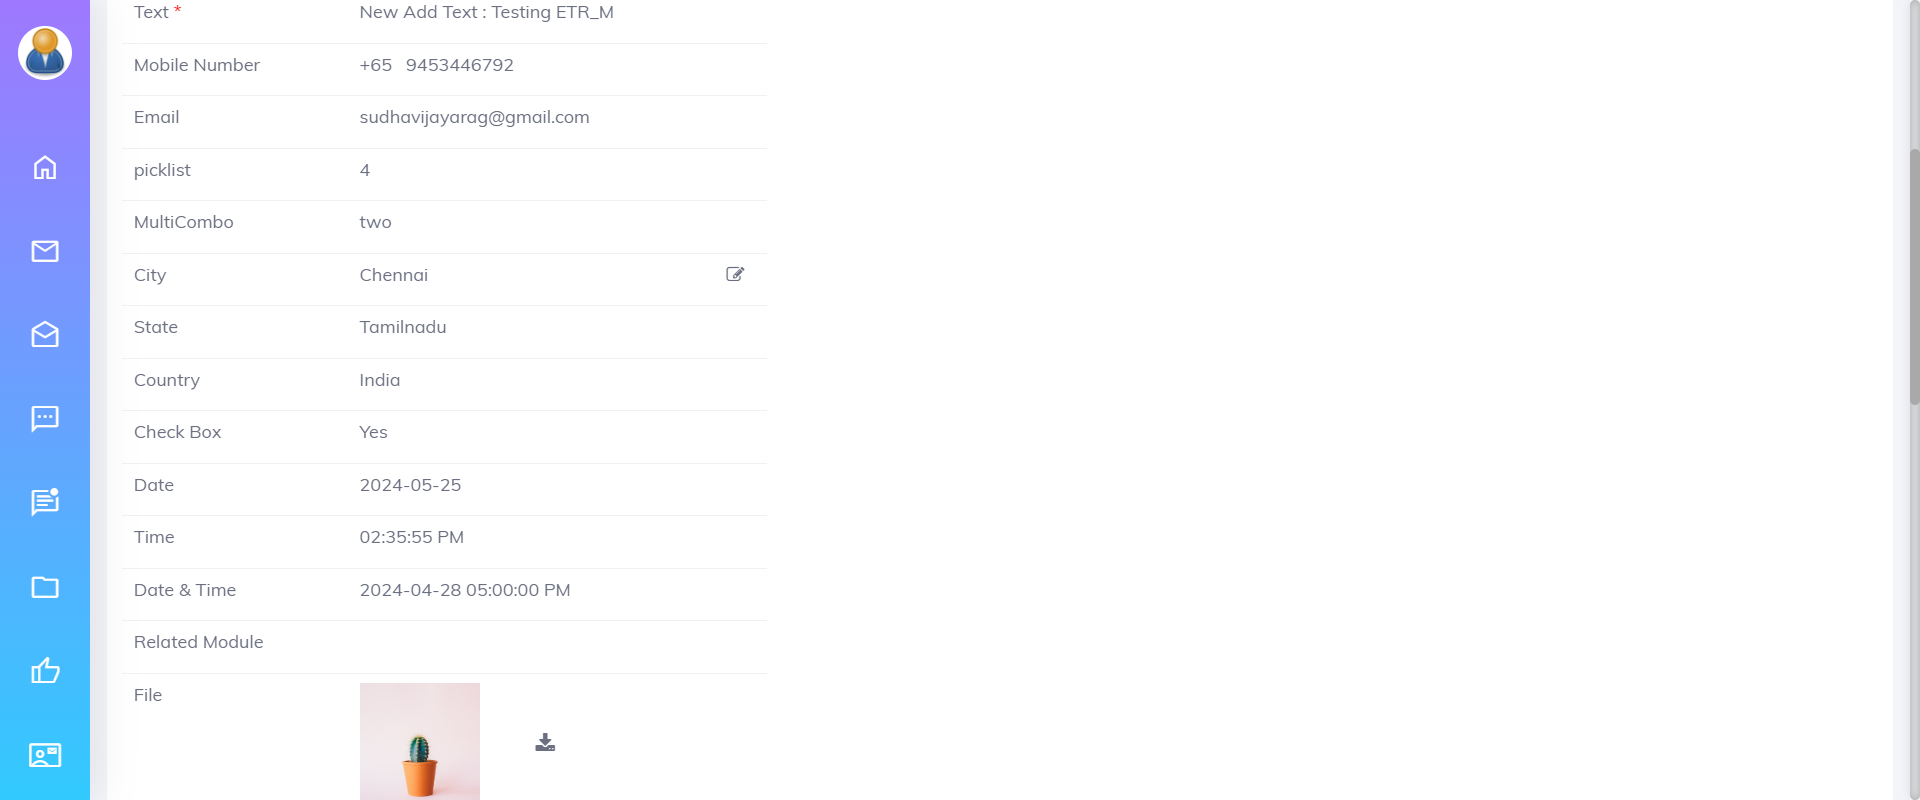 Text * New Add Text : Testing ETR_M
Mobile Number +65 9453446792
Email sudhavijayarag@gmail.com
picklist 4
MultiCombo two
City Chennai
State Tamilnadu
Country India
Check Box Yes
Date 2024-05-25
Time 02:35:55 PM
Date & Time 2024-04-28 05:00:00 PM
Related Module
File